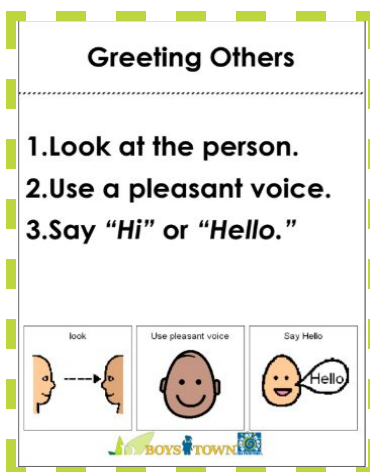 Greeting Others
1.Look at the person.
2.Use a pleasant voice.
3.Say “Hi” or “Hello.”
look
Use pleasant voice
Say Hello
Hello
BOYS TOWN